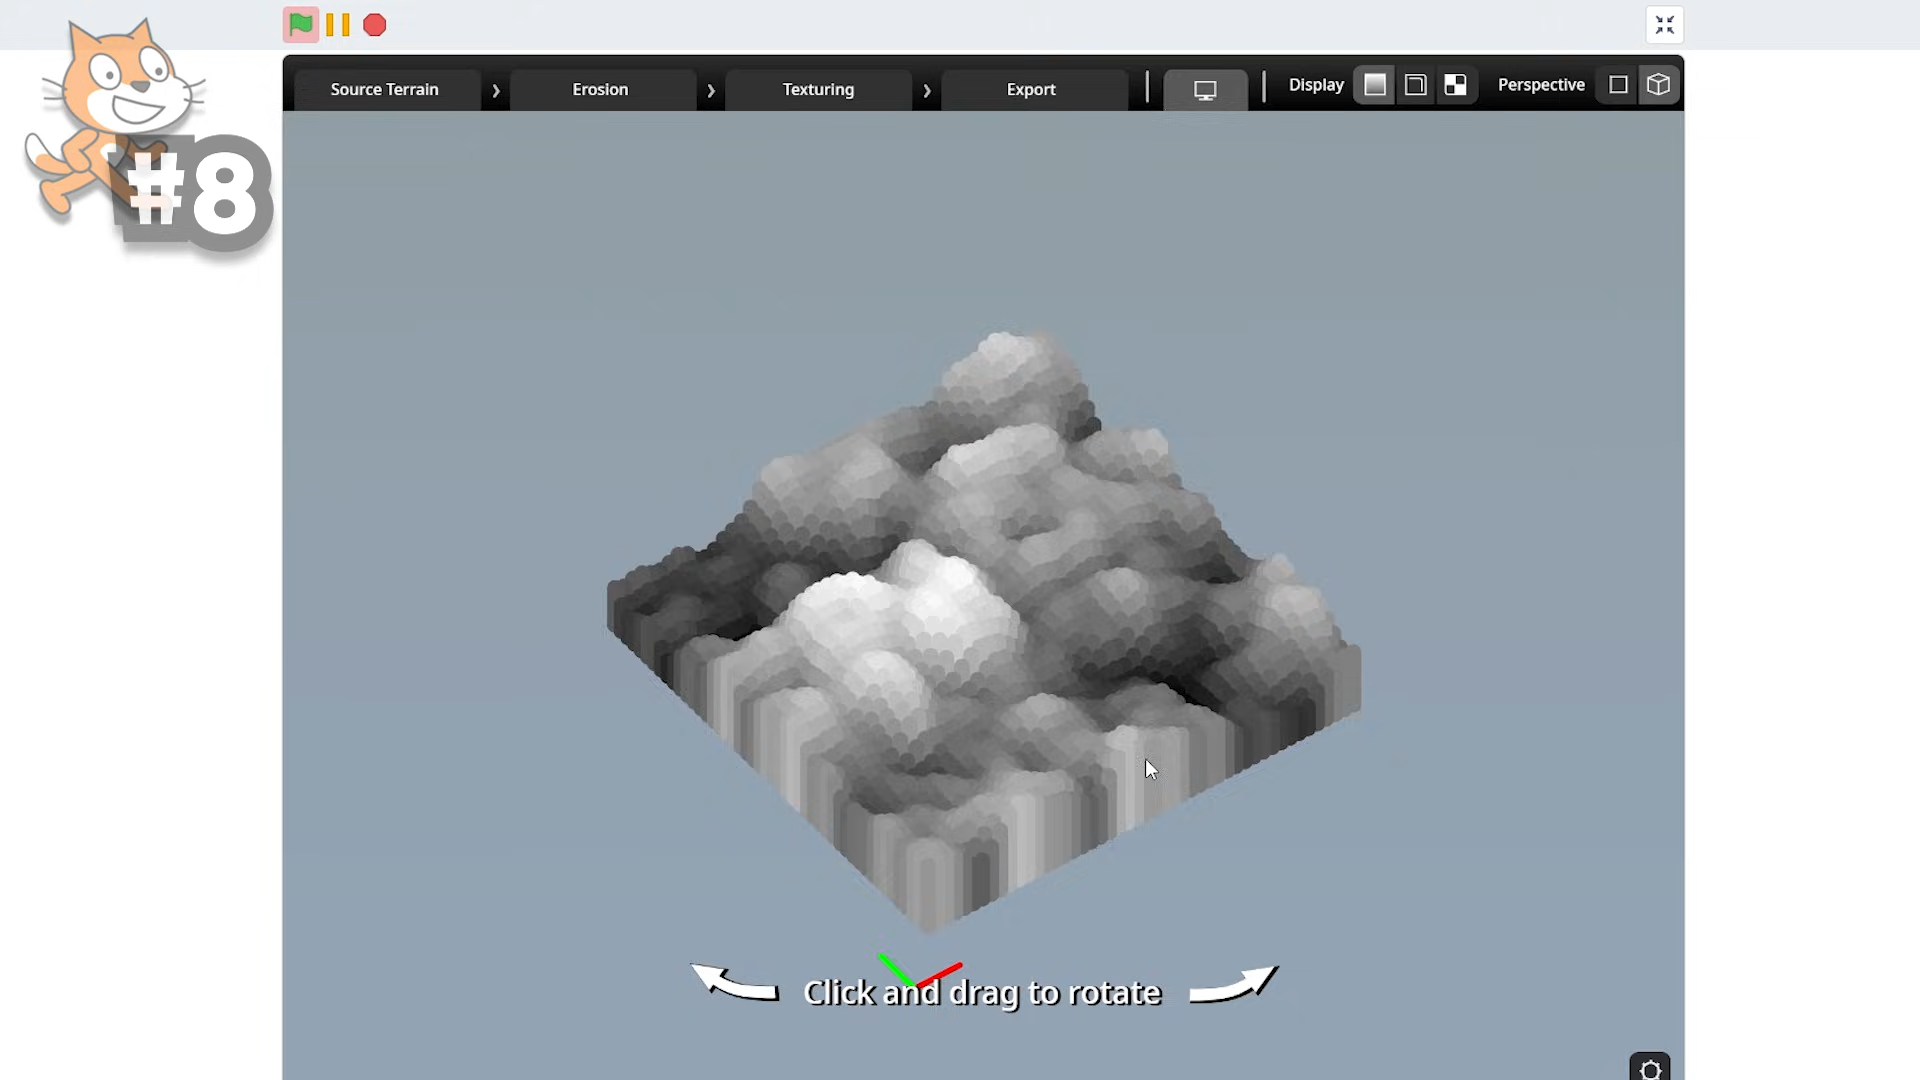 #8
Source Terrain > Erosion > Texturing > Export
Display
Perspective
Click and drag to rotate